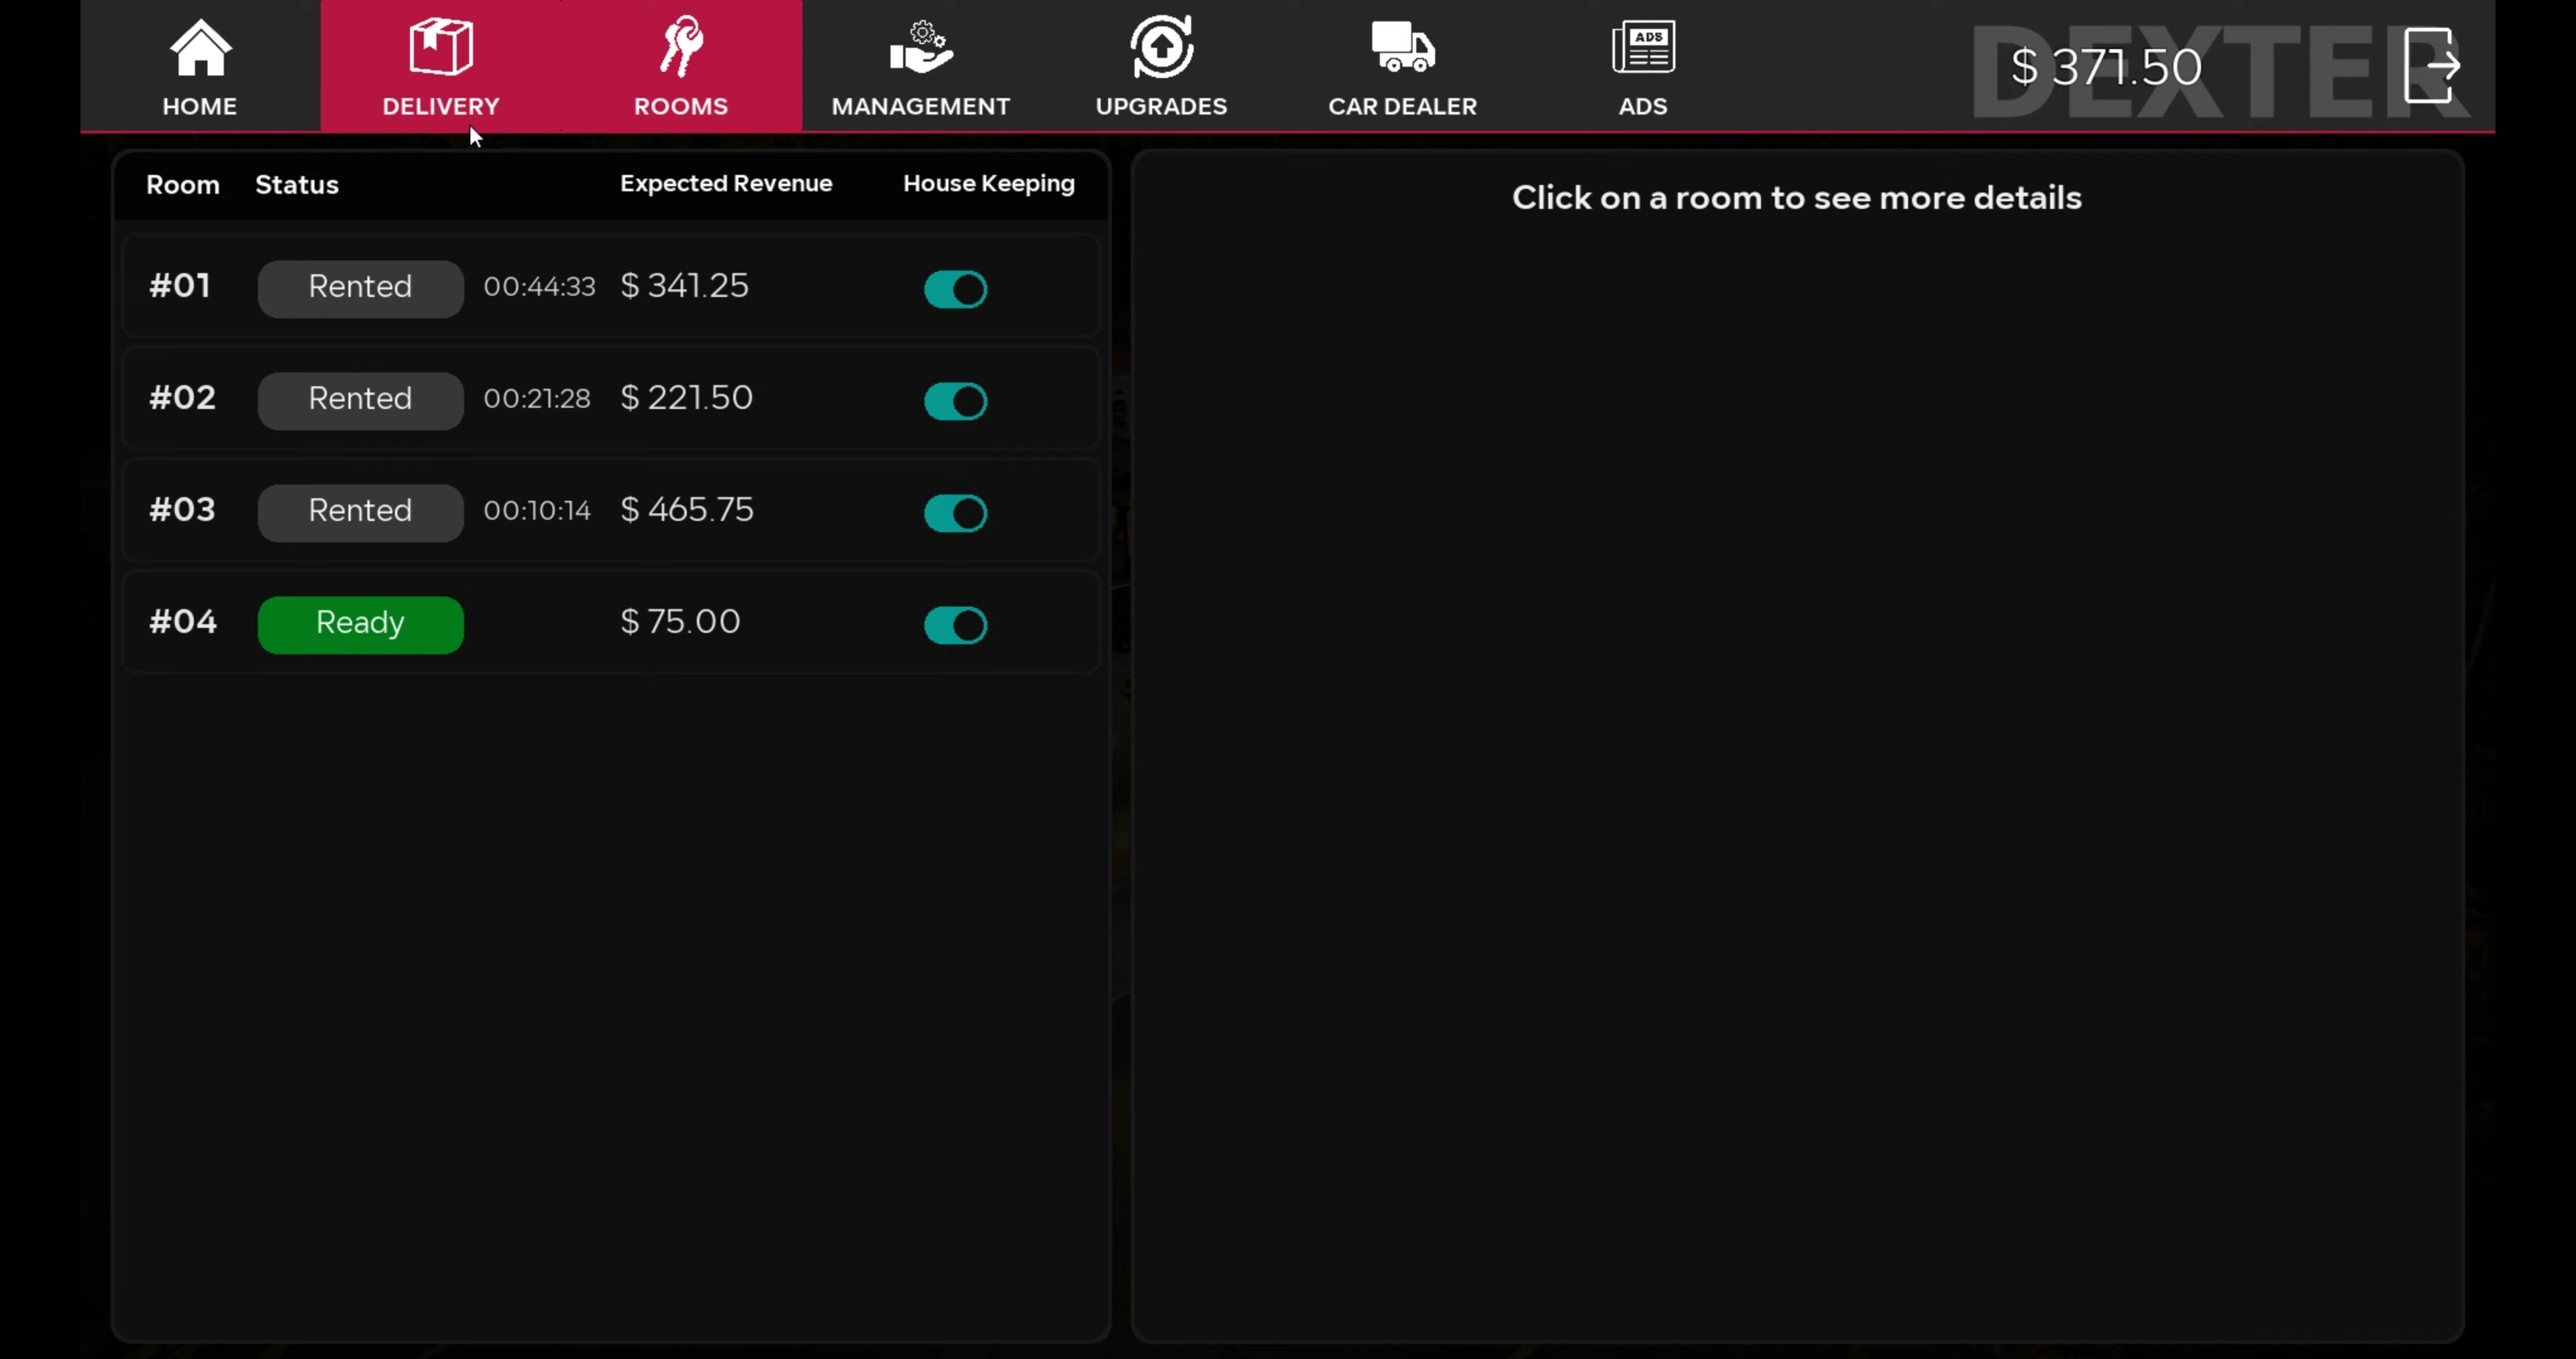 HOME DELIVERY ROOMS MANAGEMENT UPGRADES CAR DEALER ADS
ADS
DEXTER
$ 371.50
Room Status Expected Revenue House Keeping
#01 Rented 00:44:33 $ 341.25
#02 Rented 00:21:28 $ 221.50
#03 Rented 00:10:14 $ 465.75
#04 Ready $ 75.00
Click on a room to see more details